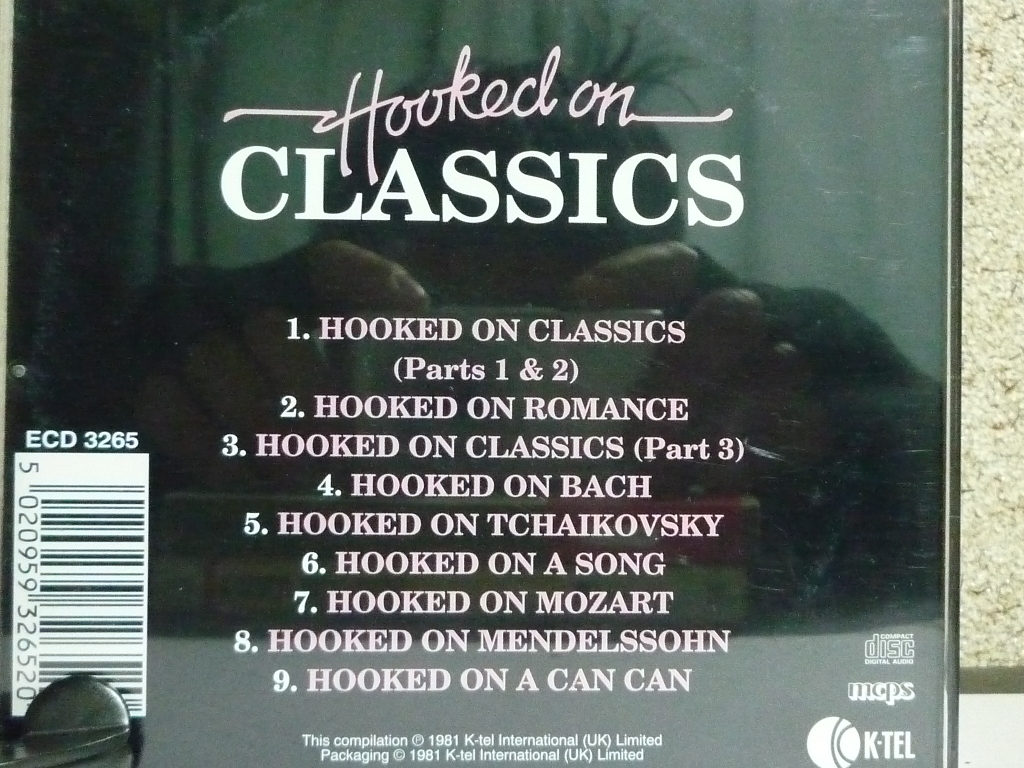 Hooked on
CLASSICS
1. HOOKED ON CLASSICS
(Parts 1 & 2)
2. HOOKED ON ROMANCE
3. HOOKED ON CLASSICS (Part 3)
4. HOOKED ON BACH
5. HOOKED ON TCHAIKOVSKY
6. HOOKED ON A SONG
7. HOOKED ON MOZART
8. HOOKED ON MENDELSSOHN
9. HOOKED ON A CAN CAN
ECD 3265
5 020959 326520
COMPACT
disc
DIGITAL AUDIO
mcps
K-TEL
This compilation ℗ 1981 K-tel International (UK) Limited
Packaging © 1981 K-tel International (UK) Limited